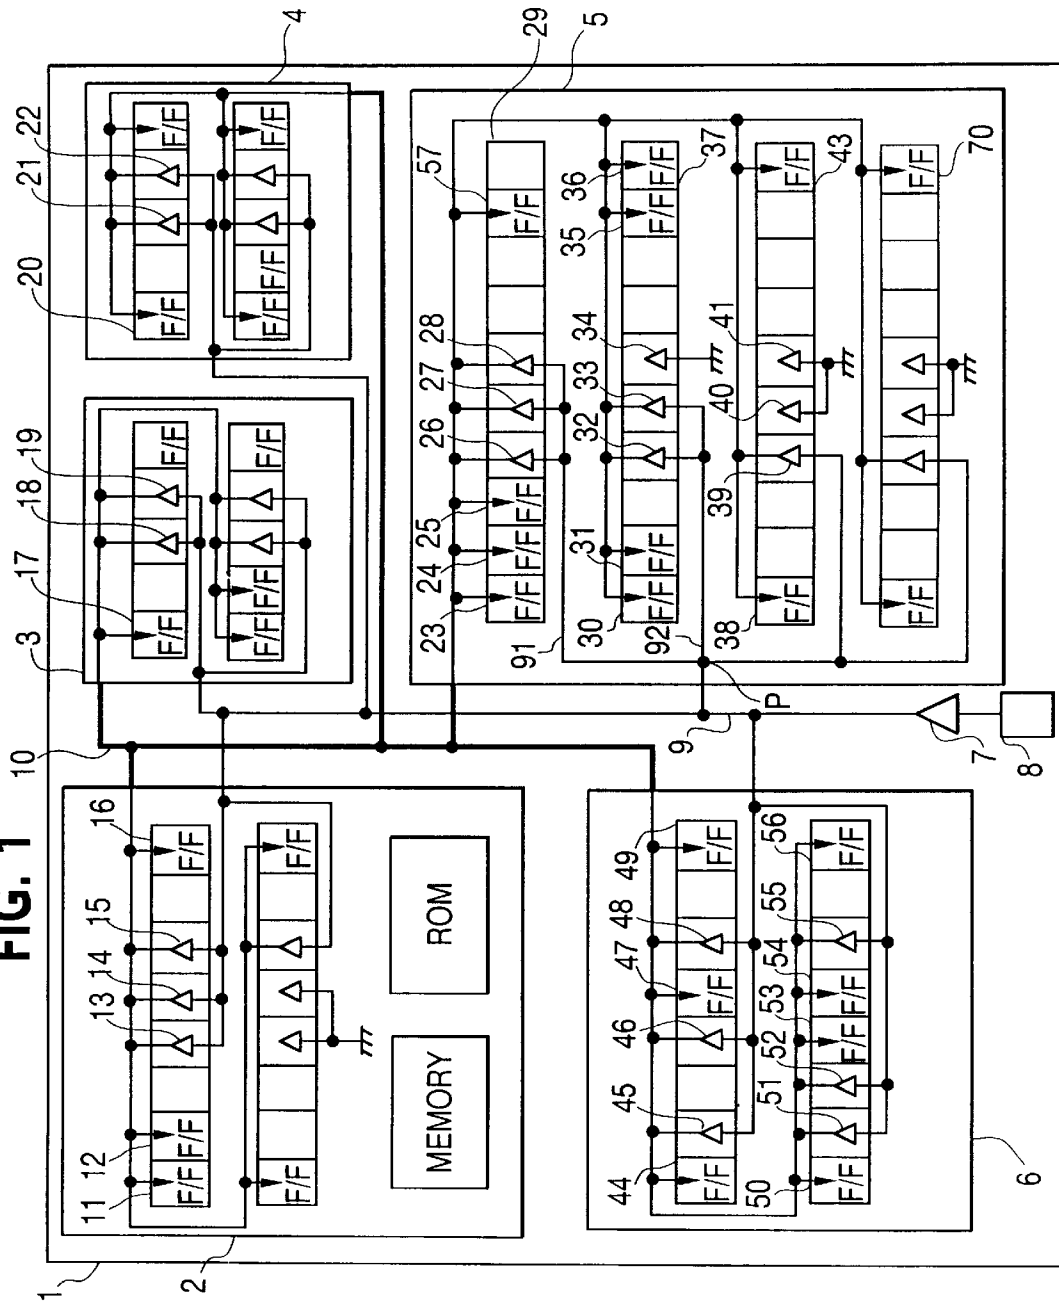 FIG. 1
1
2
3
4
5
6
7
8
9
10
P
11
12
13
14
15
16
F/F
F/F
F/F
F/F
F/F
MEMORY
ROM
17
18
19
F/F
F/F
F/F
F/F
F/F
20
21
22
F/F
F/F
F/F
F/F
F/F
23
24
25
26
27
28
57
29
F/F
F/F
F/F
F/F
91
30
31
32
33
34
35
36
37
F/F
F/F
F/F
F/F
92
38
39
40
41
43
F/F
F/F
F/F
F/F
70
44
45
46
47
48
49
F/F
F/F
F/F
50
51
52
53
54
55
56
F/F
F/F
F/F
F/F